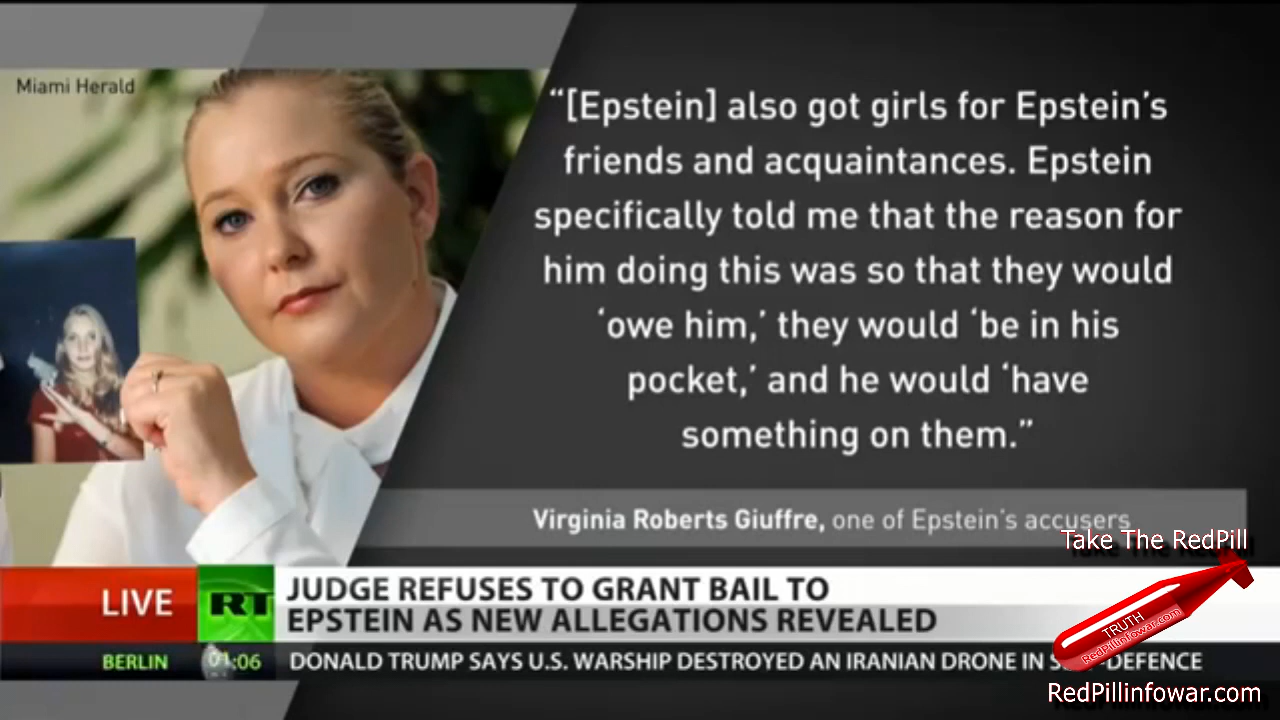 Miami Herald
“[Epstein] also got girls for Epstein’s
friends and acquaintances. Epstein
specifically told me that the reason for
him doing this was so that they would
‘owe him,’ they would ‘be in his
pocket,’ and he would ‘have
something on them.”
Virginia Roberts Giuffre, one of Epstein’s accusers
Take The RedPill
TRUTH
RedPillinfowar.com
LIVE
RT
JUDGE REFUSES TO GRANT BAIL TO
EPSTEIN AS NEW ALLEGATIONS REVEALED
BERLIN
:06
DONALD TRUMP SAYS U.S. WARSHIP DESTROYED AN IRANIAN DRONE IN -DEFENCE
RedPillinfowar.com